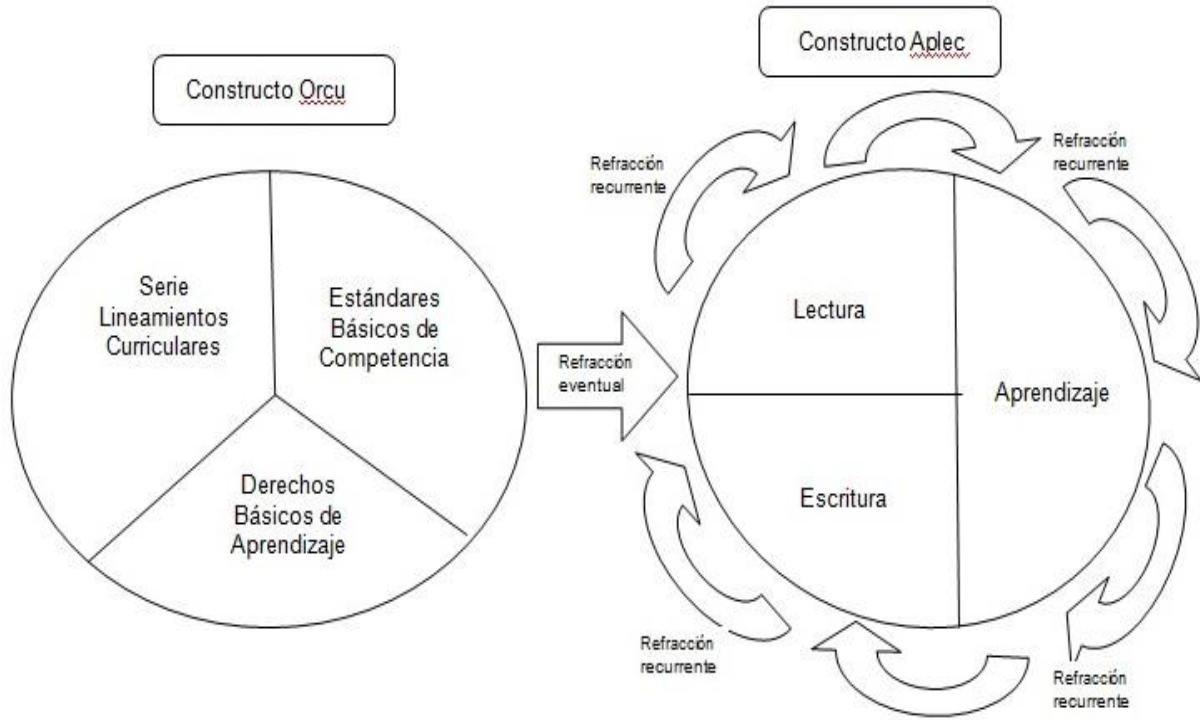 Constructo Orcu
Serie
Lineamientos
Curriculares
Estándares
Básicos de
Competencia
Derechos
Básicos de
Aprendizaje
Refracción
eventual
Constructo Aplec
Refracción
recurrente
Refracción
recurrente
Lectura
Aprendizaje
Escritura
Refracción
recurrente
Refracción
recurrente